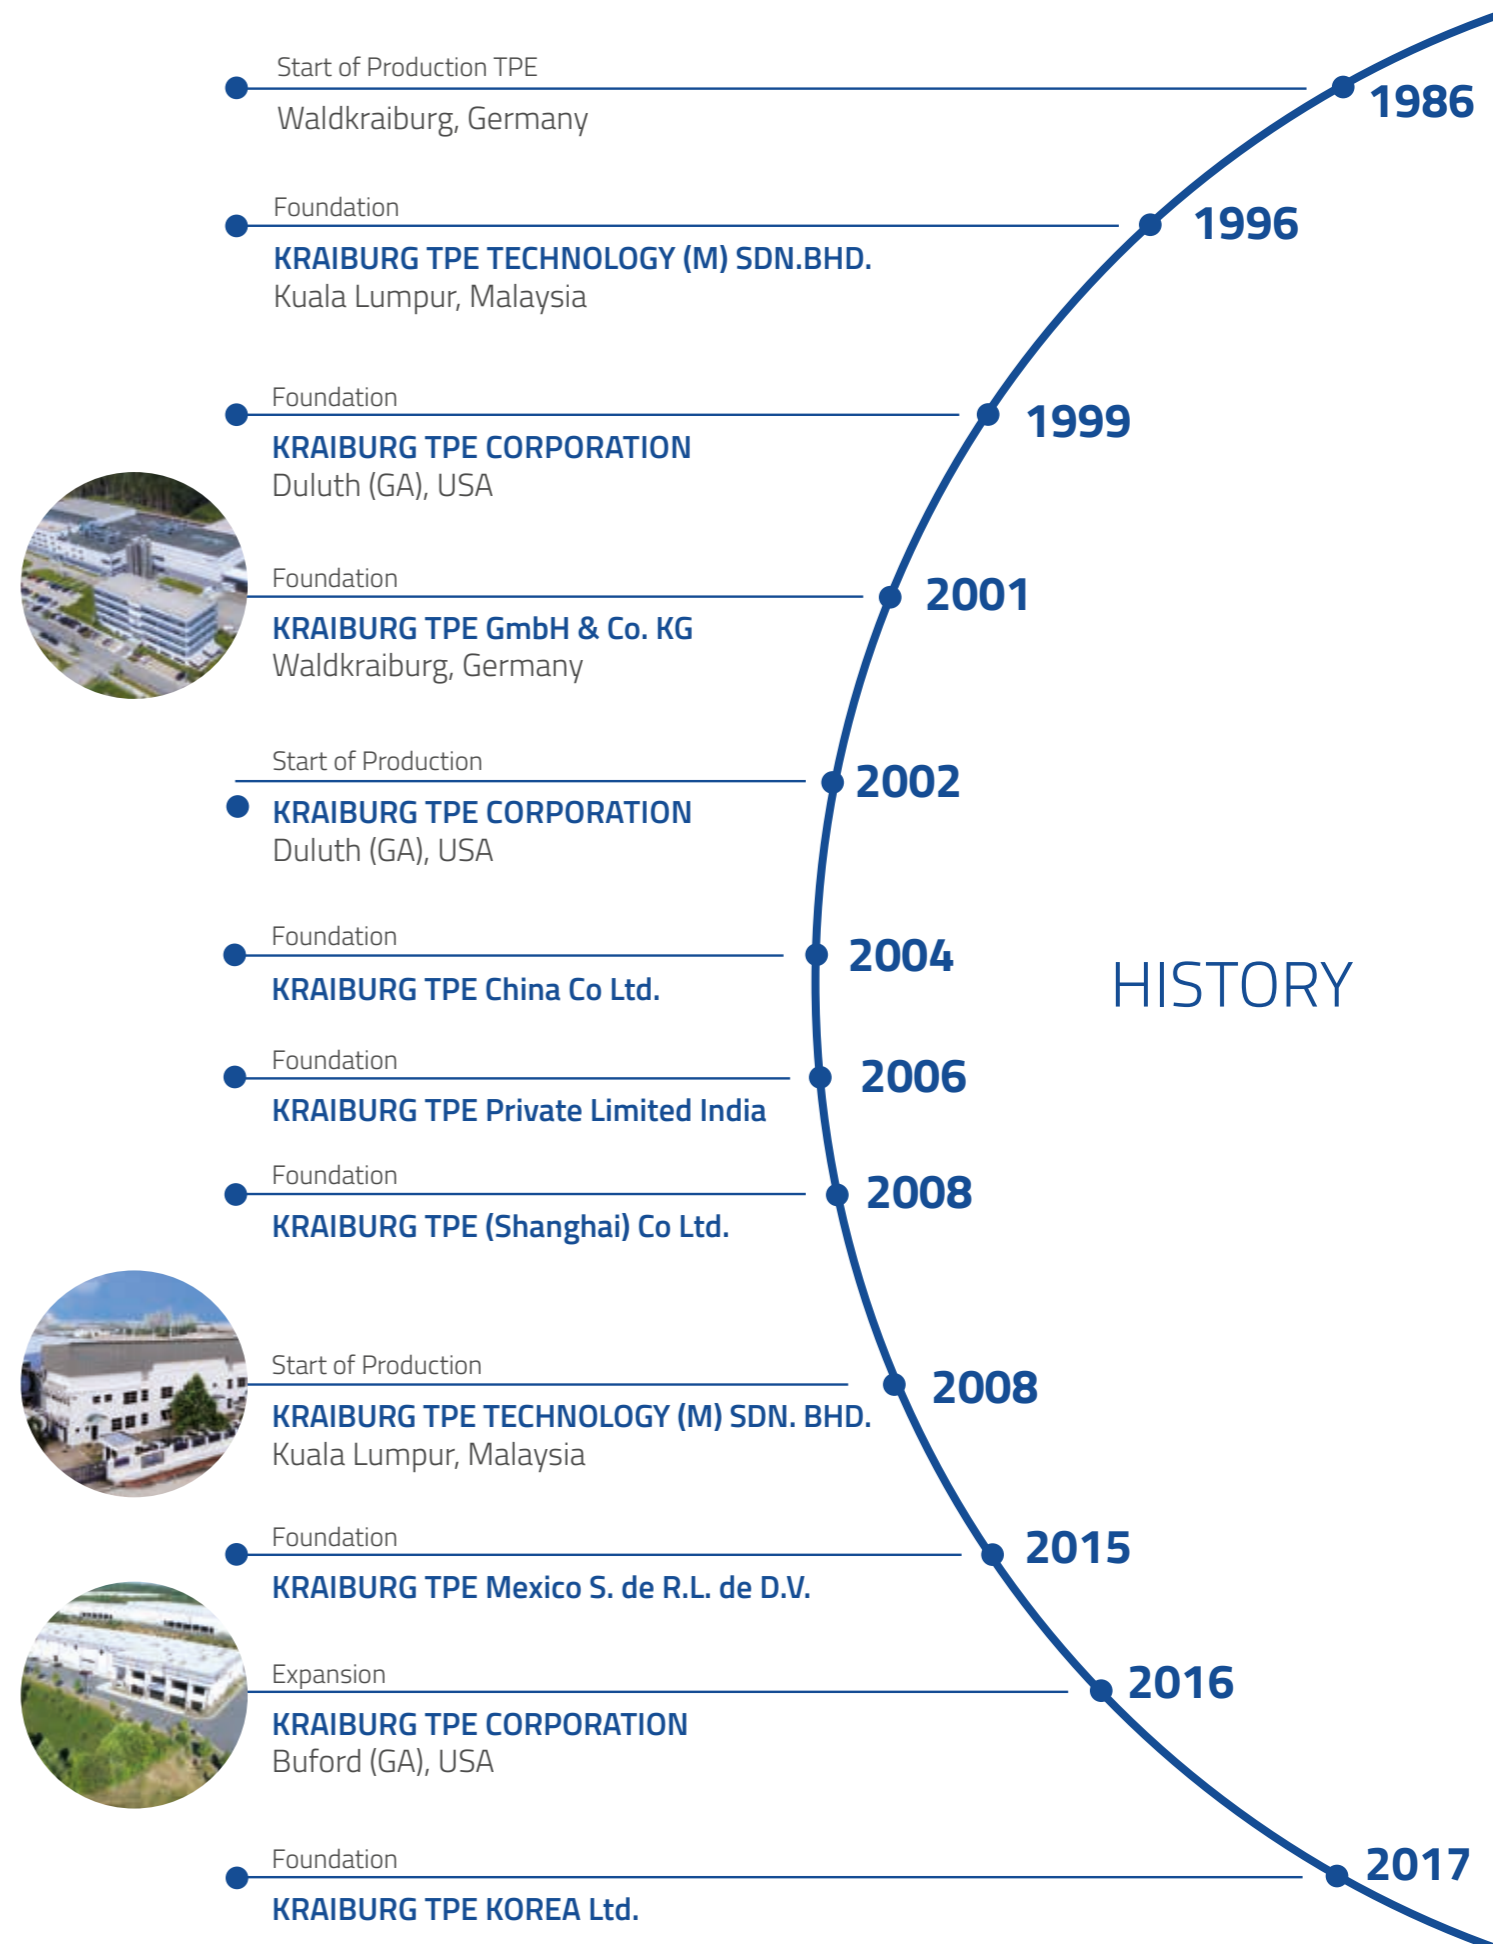 Start of Production TPE
1986
Waldkraiburg, Germany
Foundation
1996
KRAIBURG TPE TECHNOLOGY (M) SDN.BHD.
Kuala Lumpur, Malaysia
Foundation
1999
KRAIBURG TPE CORPORATION
Duluth (GA), USA
Foundation
2001
KRAIBURG TPE GmbH & Co. KG
Waldkraiburg, Germany
Start of Production
2002
KRAIBURG TPE CORPORATION
Duluth (GA), USA
Foundation
2004
KRAIBURG TPE China Co Ltd.
HISTORY
Foundation
2006
KRAIBURG TPE Private Limited India
Foundation
2008
KRAIBURG TPE (Shanghai) Co Ltd.
Start of Production
2008
KRAIBURG TPE TECHNOLOGY (M) SDN. BHD.
Kuala Lumpur, Malaysia
Foundation
2015
KRAIBURG TPE Mexico S. de R.L. de D.V.
Expansion
2016
KRAIBURG TPE CORPORATION
Buford (GA), USA
Foundation
2017
KRAIBURG TPE KOREA Ltd.